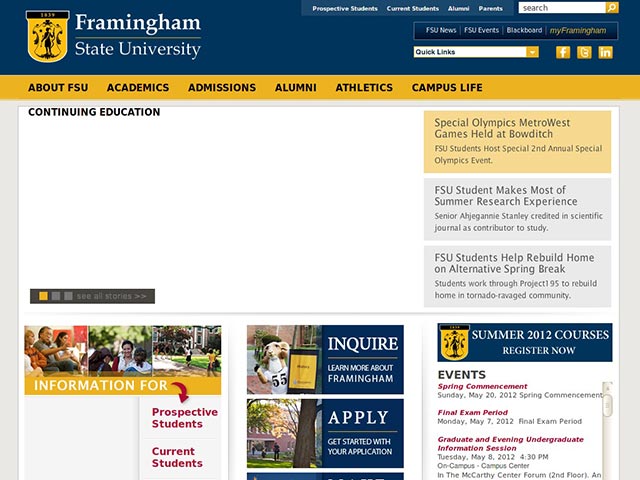 Prospective Students Current Students Alumni Parents
search
1839
Framingham
State University
FSU News FSU Events Blackboard myFramingham
Quick Links
ABOUT FSU ACADEMICS ADMISSIONS ALUMNI ATHLETICS CAMPUS LIFE
CONTINUING EDUCATION
Special Olympics MetroWest
Games Held at Bowditch
FSU Students Host Special 2nd Annual Special
Olympics Event.
FSU Student Makes Most of
Summer Research Experience
Senior Ahjegannie Stanley credited in scientific
journal as contributor to study.
FSU Students Help Rebuild Home
on Alternative Spring Break
Students work through Project195 to rebuild
home in tornado-ravaged community.
see all stories >>
INFORMATION FOR
Prospective
Students
Current
Students
55
INQUIRE
LEARN MORE ABOUT
FRAMINGHAM
APPLY
GET STARTED WITH
YOUR APPLICATION
SUMMER 2012 COURSES
REGISTER NOW
EVENTS
Spring Commencement
Sunday, May 20, 2012 Spring Commencement
Final Exam Period
Monday, May 7, 2012 Final Exam Period
Graduate and Evening Undergraduate
Information Session
Tuesday, May 8, 2012 4:30 PM
On-Campus - Campus Center
In The McCarthy Center Forum (2nd Floor). An